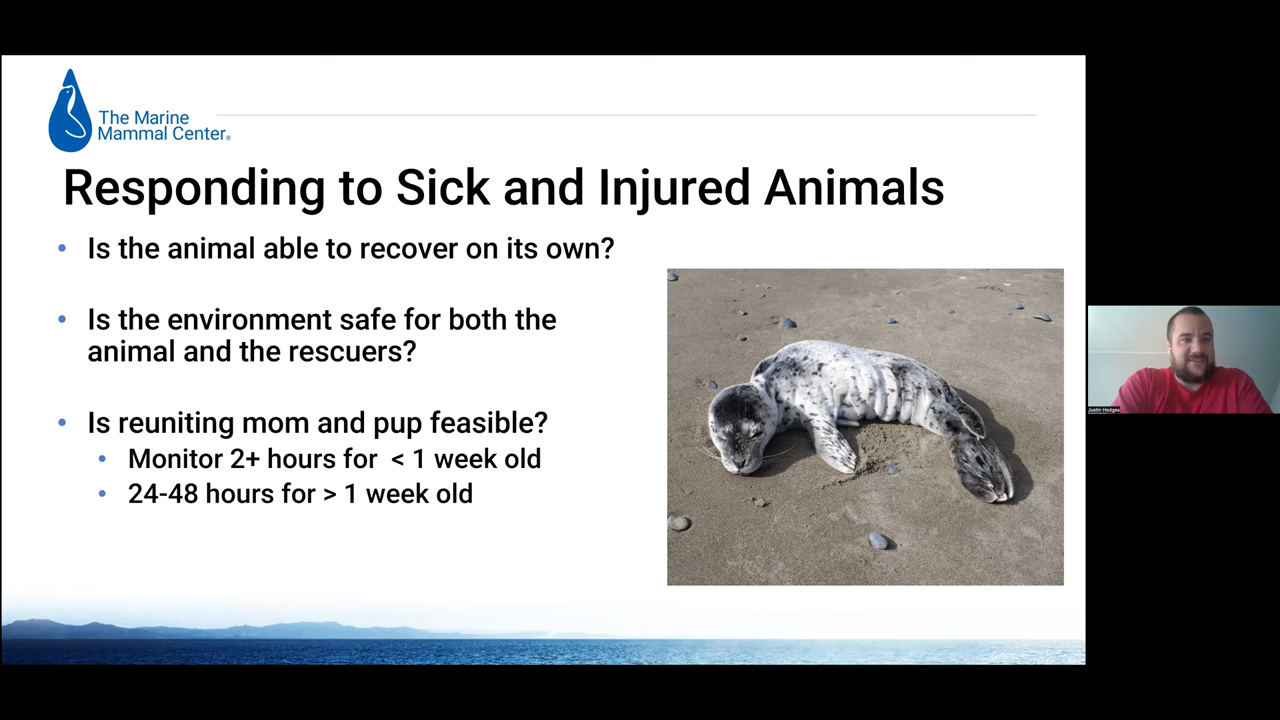 The Marine
Mammal Center®
Responding to Sick and Injured Animals
• Is the animal able to recover on its own?
• Is the environment safe for both the
animal and the rescuers?
• Is reuniting mom and pup feasible?
• Monitor 2+ hours for < 1 week old
• 24-48 hours for > 1 week old
Justin Hodges